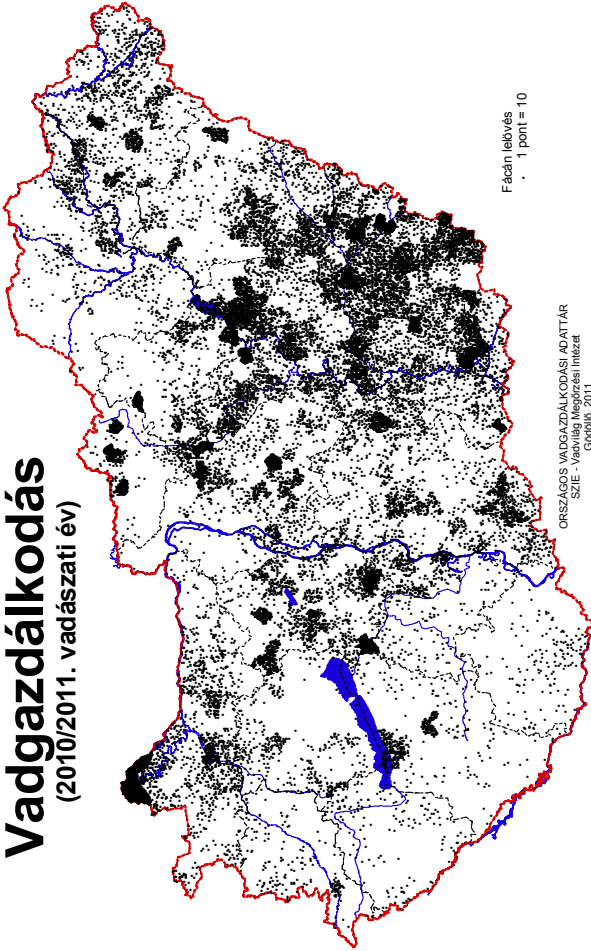 Vadgazdálkodás
(2010/2011. vadászati év)
Fácán lelövés
· 1 pont = 10
ORSZÁGOS VADGAZDÁLKODÁSI ADATTÁR
SZIE - Vadvilág Megőrzési Intézet
Gödöllő, 2011